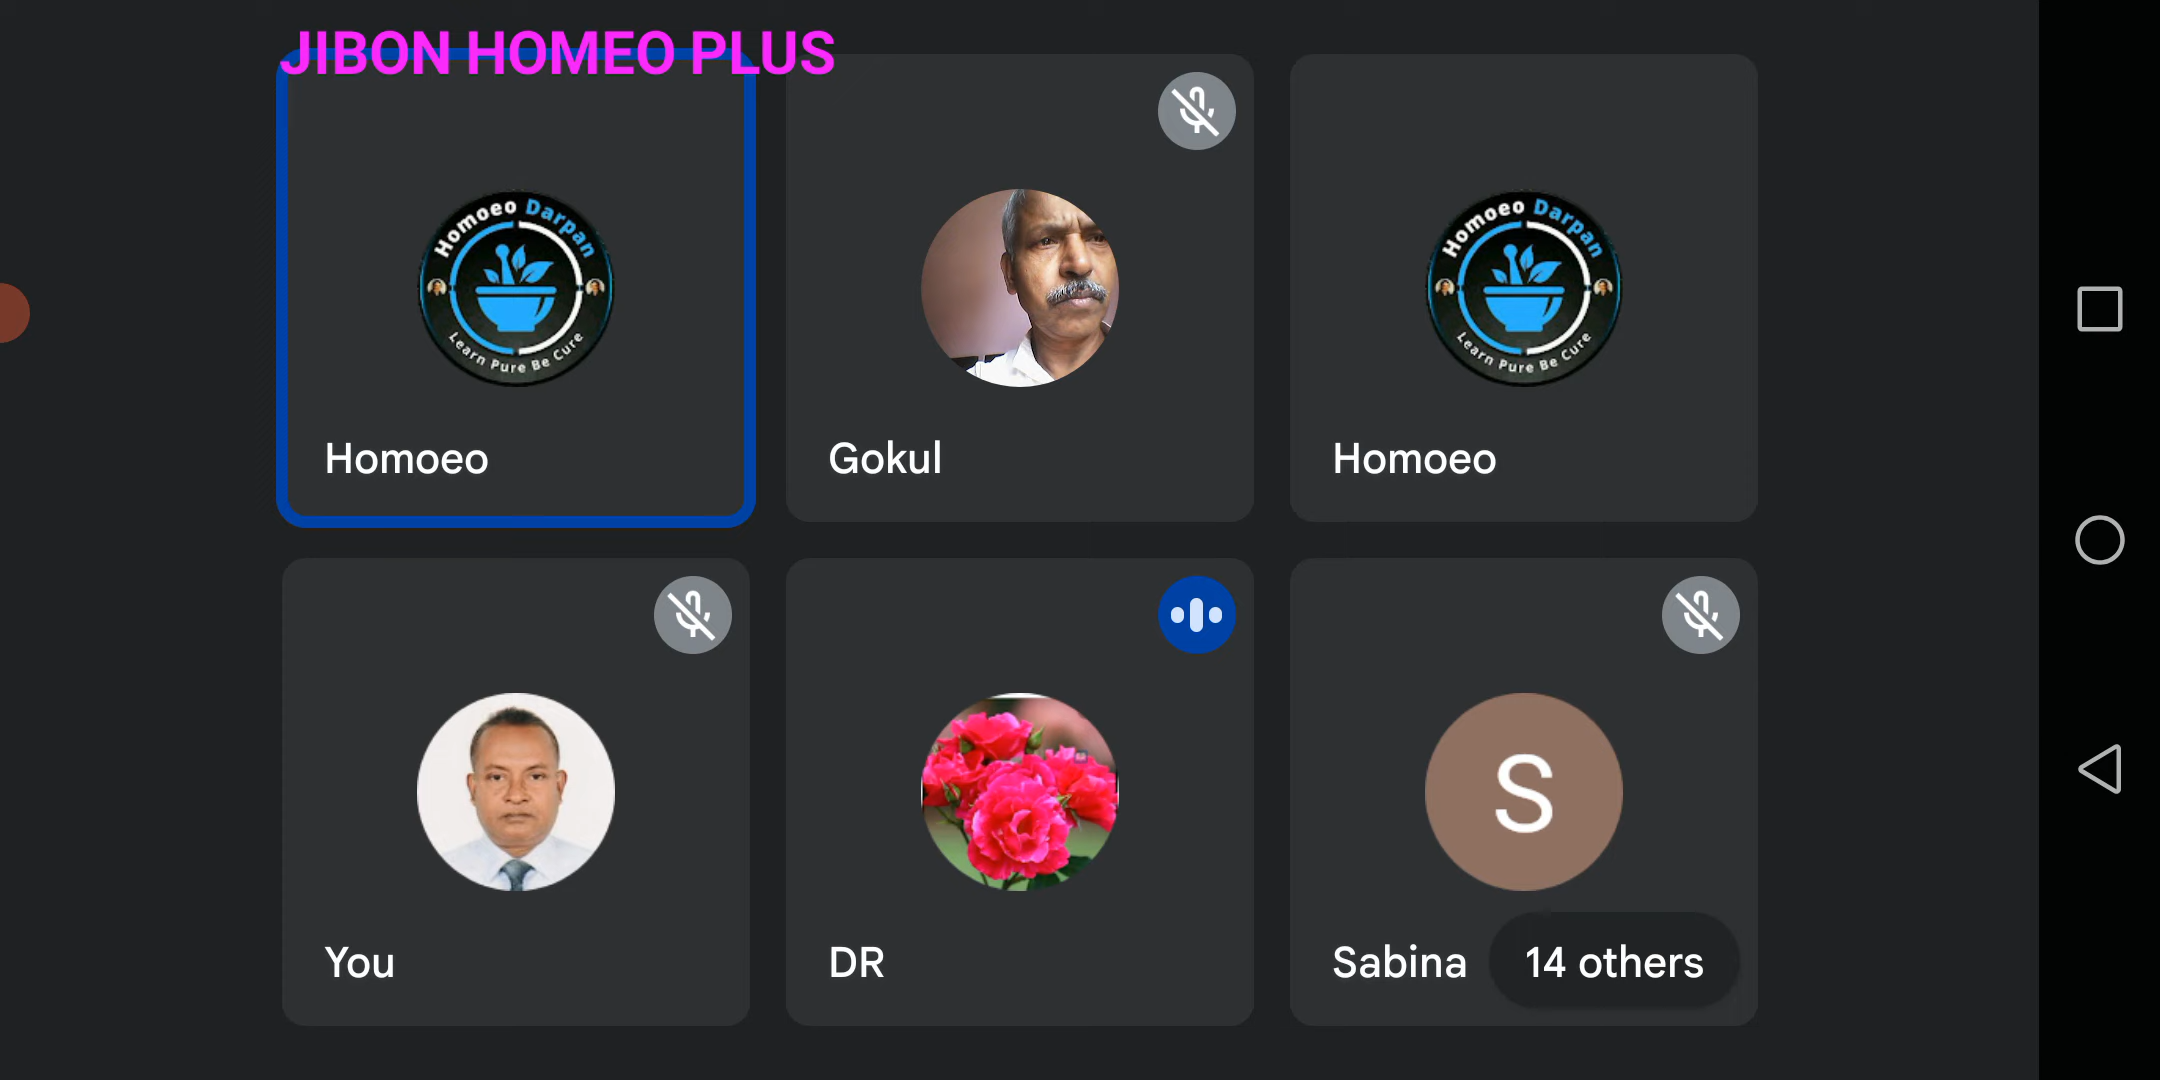 JIBON HOMEO PLUS
Homoeo Darpan
Learn Pure Be Cure
Homoeo
Gokul
Homoeo Darpan
Learn Pure Be Cure
Homoeo
You
DR
S
Sabina
14 others